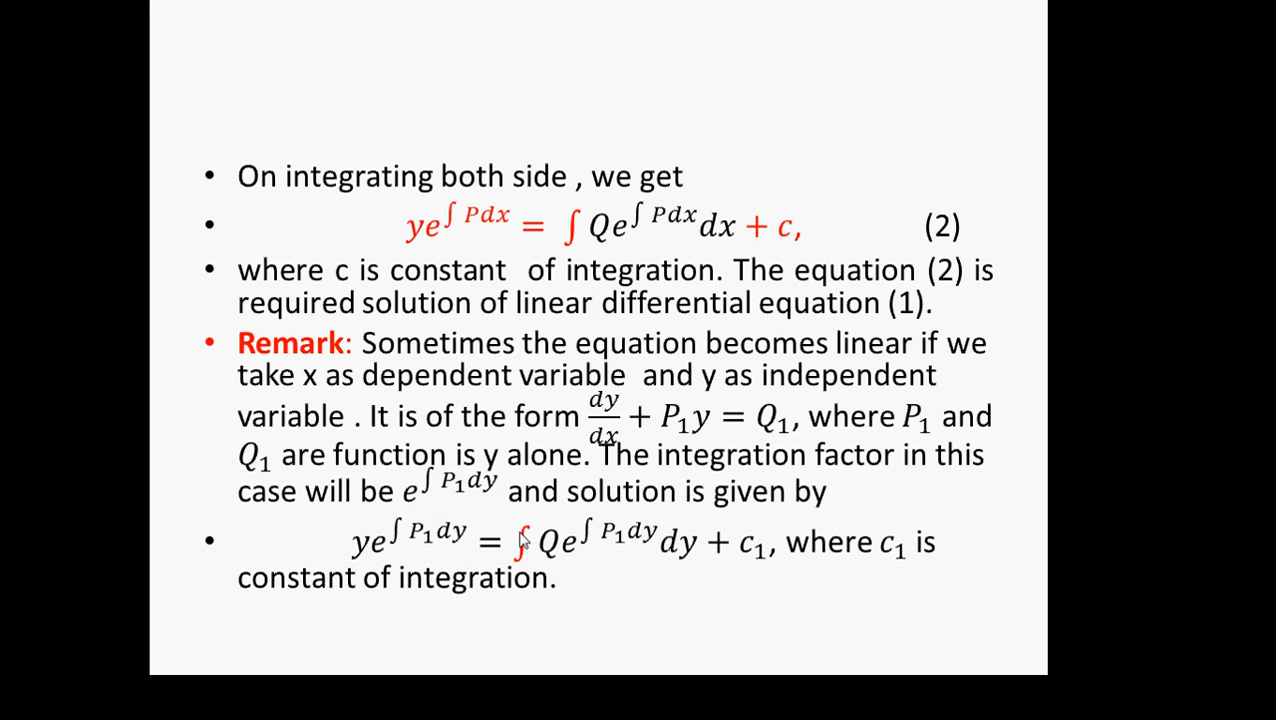 • On integrating both side , we get
• ye^{∫ Pdx} = ∫ Qe^{∫ Pdx}dx + c, (2)
• where c is constant of integration. The equation (2) is
required solution of linear differential equation (1).
• Remark: Sometimes the equation becomes linear if we
take x as dependent variable and y as independent
variable . It is of the form dy/dx + P₁y = Q₁, where P₁ and
Q₁ are function is y alone. The integration factor in this
case will be e^{∫ P₁dy} and solution is given by
• ye^{∫ P₁dy} = ∫ Qe^{∫ P₁dy}dy + c₁, where c₁ is
constant of integration.